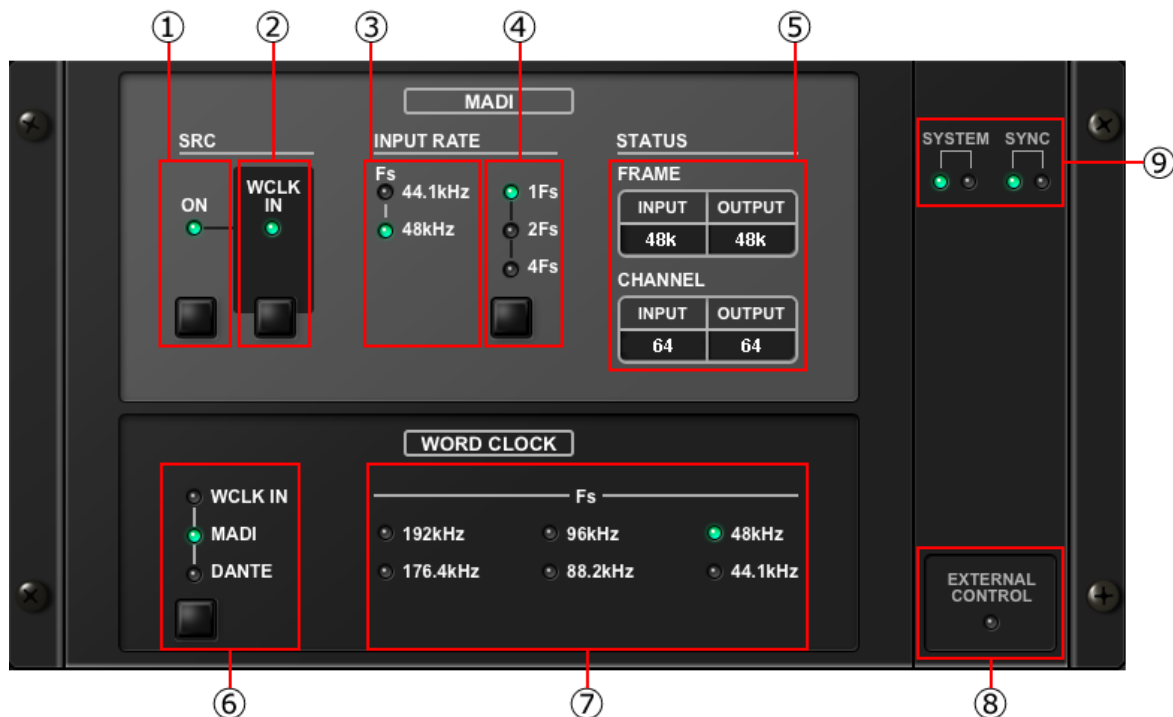 ① ② ③ ④ ⑤
MADI
SRC
INPUT RATE
STATUS
SYSTEM SYNC
⑨
ON
WCLK
IN
Fs
44.1kHz
48kHz
1Fs
2Fs
4Fs
FRAME
INPUT OUTPUT
48k 48k
CHANNEL
INPUT OUTPUT
64 64
WORD CLOCK
WCLK IN
MADI
DANTE
Fs
192kHz 96kHz 48kHz
176.4kHz 88.2kHz 44.1kHz
EXTERNAL
CONTROL
⑥ ⑦ ⑧